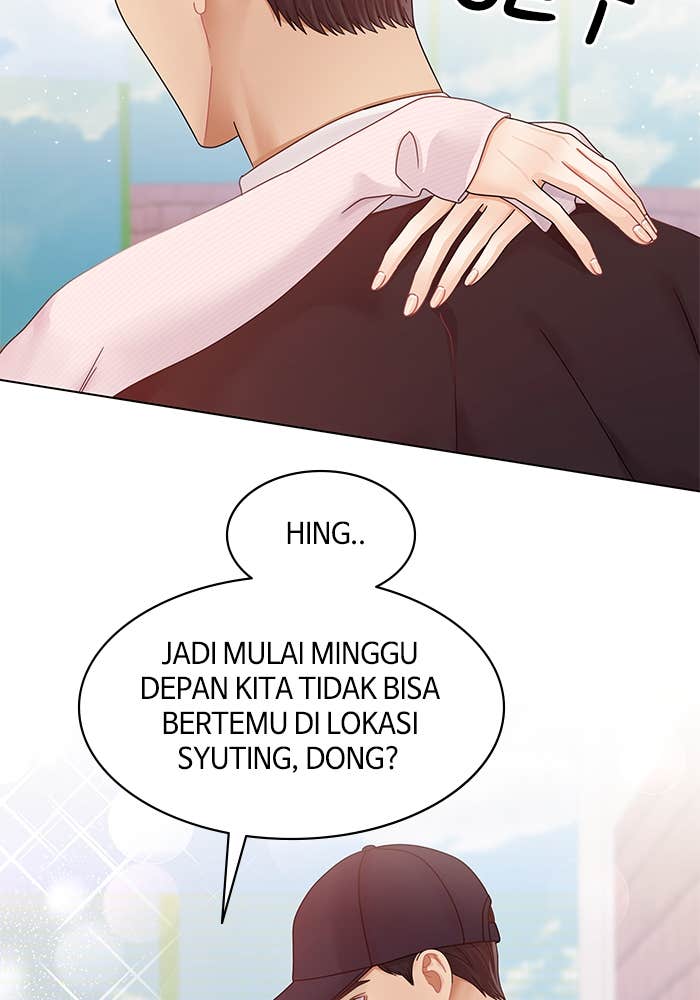 HING..
JADI MULAI MINGGU
DEPAN KITA TIDAK BISA
BERTEMU DI LOKASI
SYUTING, DONG?